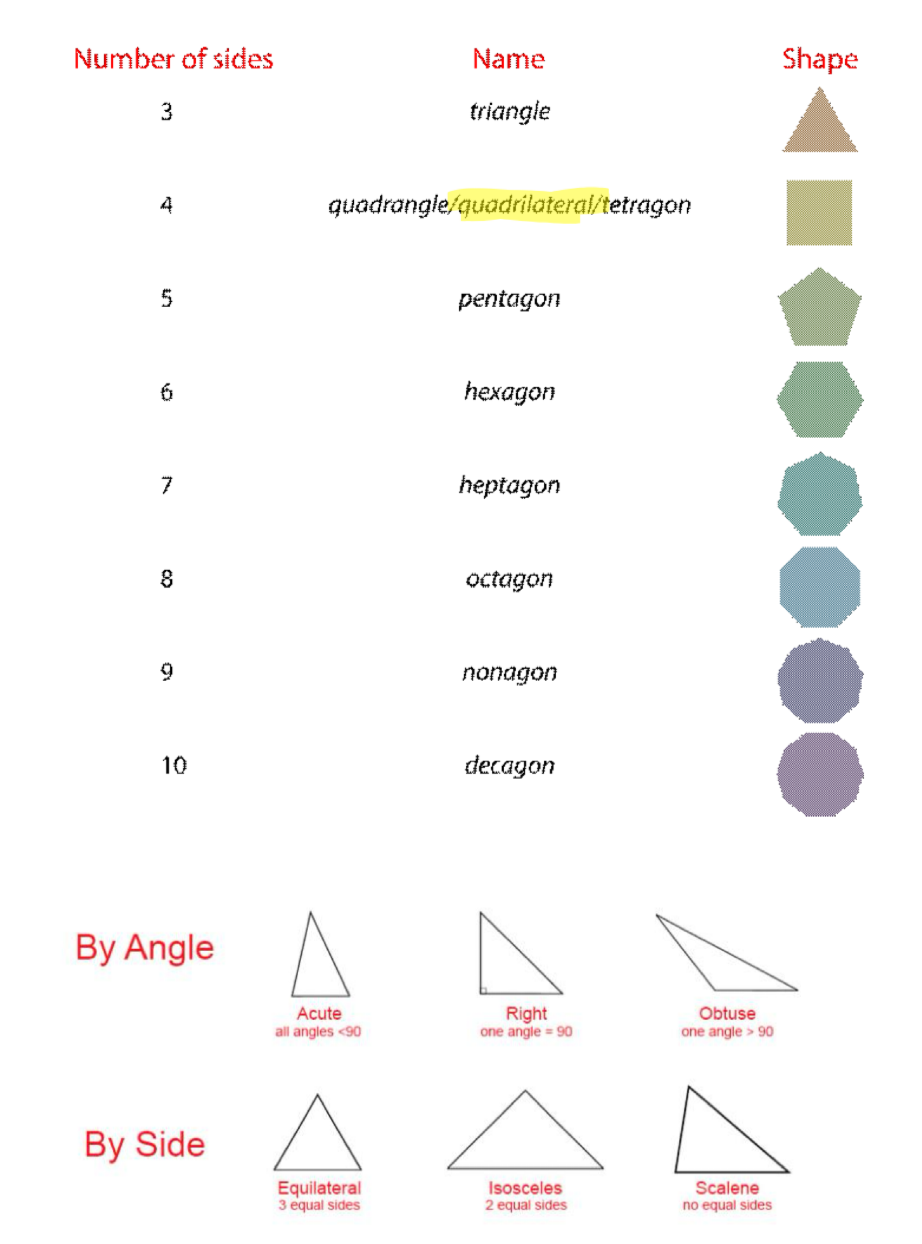 Number of sides Name Shape
3 triangle
4 quadrangle/quadrilateral/tetragon
5 pentagon
6 hexagon
7 heptagon
8 octagon
9 nonagon
10 decagon
By Angle
Acute Right Obtuse
all angles <90 one angle = 90 one angle > 90
By Side
Equilateral Isosceles Scalene
3 equal sides 2 equal sides no equal sides